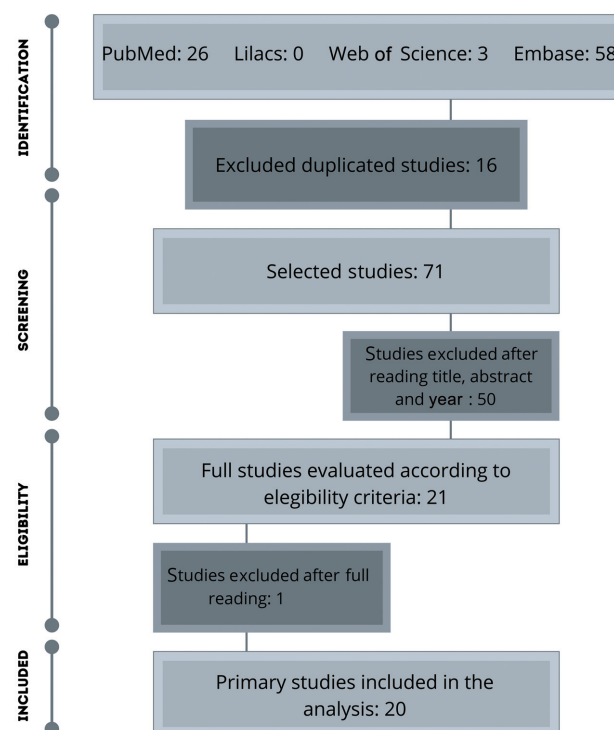 IDENTIFICATION
PubMed: 26 Lilacs: 0 Web of Science: 3 Embase: 58
Excluded duplicated studies: 16
SCREENING
Selected studies: 71
Studies excluded after
reading title, abstract
and year : 50
ELIGIBILITY
Full studies evaluated according to
elegibility criteria: 21
Studies excluded after full
reading: 1
INCLUDED
Primary studies included in the
analysis: 20